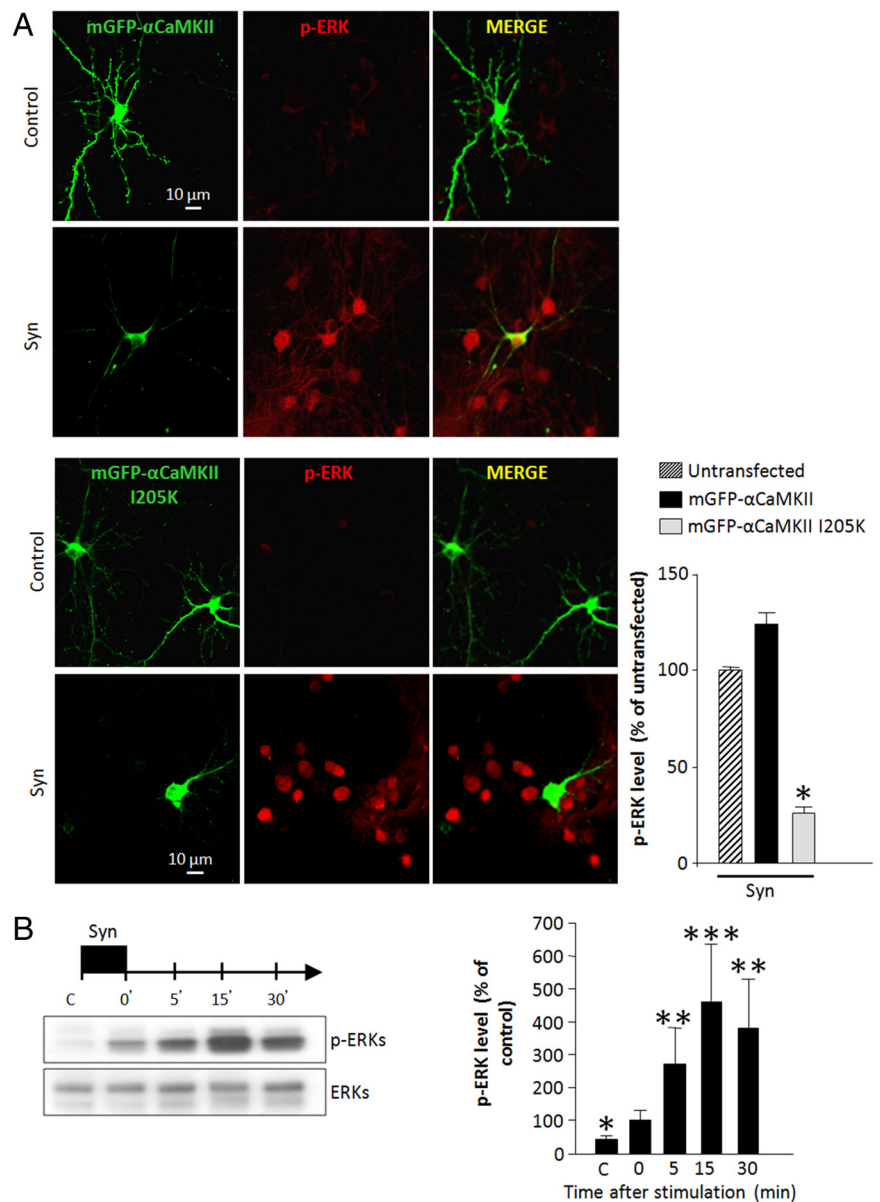 A
mGFP-αCaMKII
p-ERK
MERGE
Control
10 µm
Syn
mGFP-αCaMKII
I205K
p-ERK
MERGE
Control
Syn
10 µm
Untransfected
mGFP-αCaMKII
mGFP-αCaMKII I205K
p-ERK level (% of untransfected)
150
100
50
0
*
Syn
B
Syn
C 0' 5' 15' 30'
p-ERKs
ERKs
p-ERK level (% of
control)
700
600
500
400
300
200
100
0
* ** *** **
C 0 5 15 30
Time after stimulation (min)